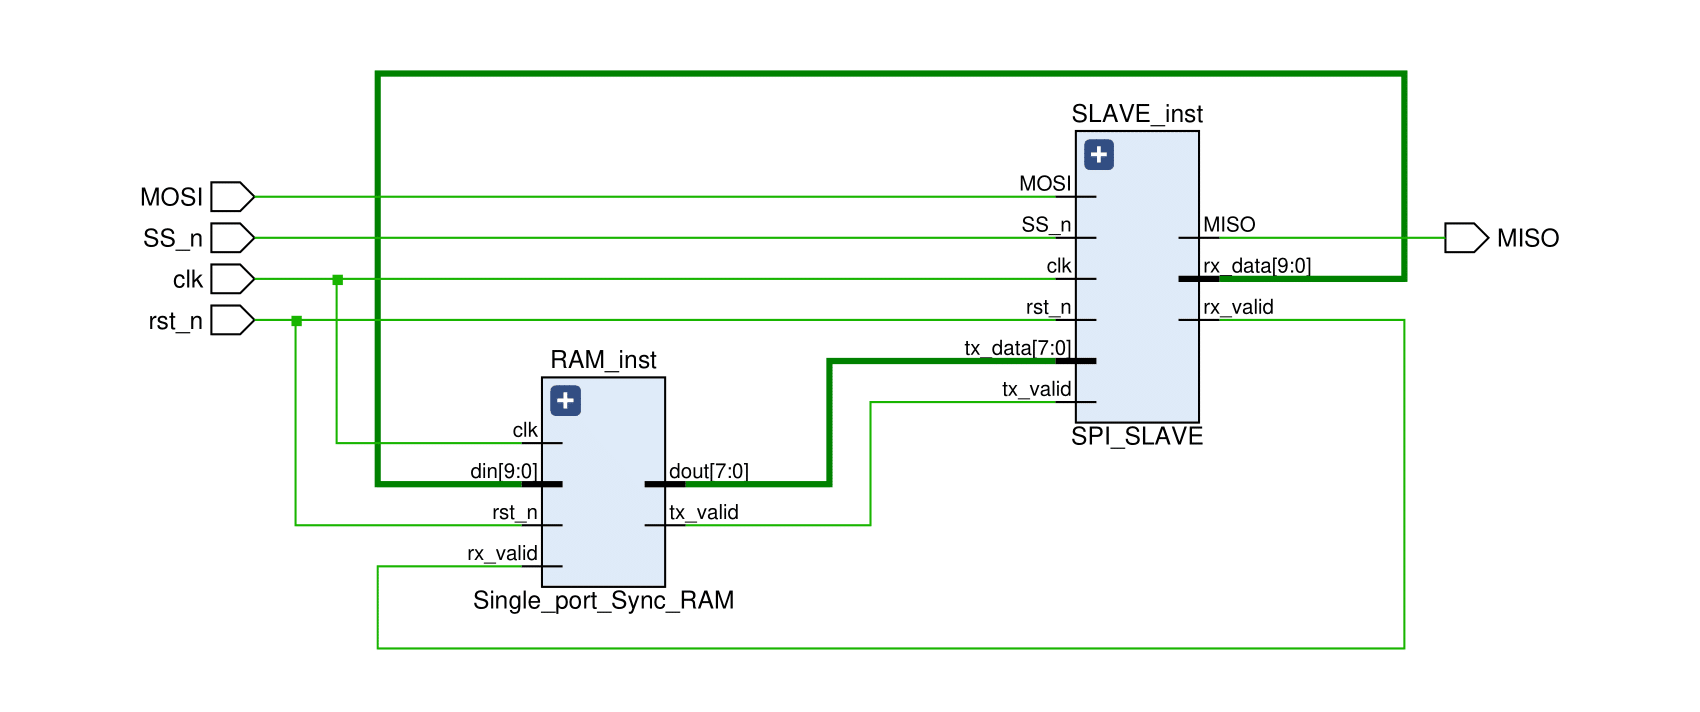 SLAVE_inst
MOSI
SS_n
clk
rst_n
MOSI
SS_n
clk
rst_n
tx_data[7:0]
tx_valid
MISO
rx_data[9:0]
rx_valid
SPI_SLAVE
MISO
RAM_inst
clk
din[9:0]
rst_n
rx_valid
dout[7:0]
tx_valid
Single_port_Sync_RAM